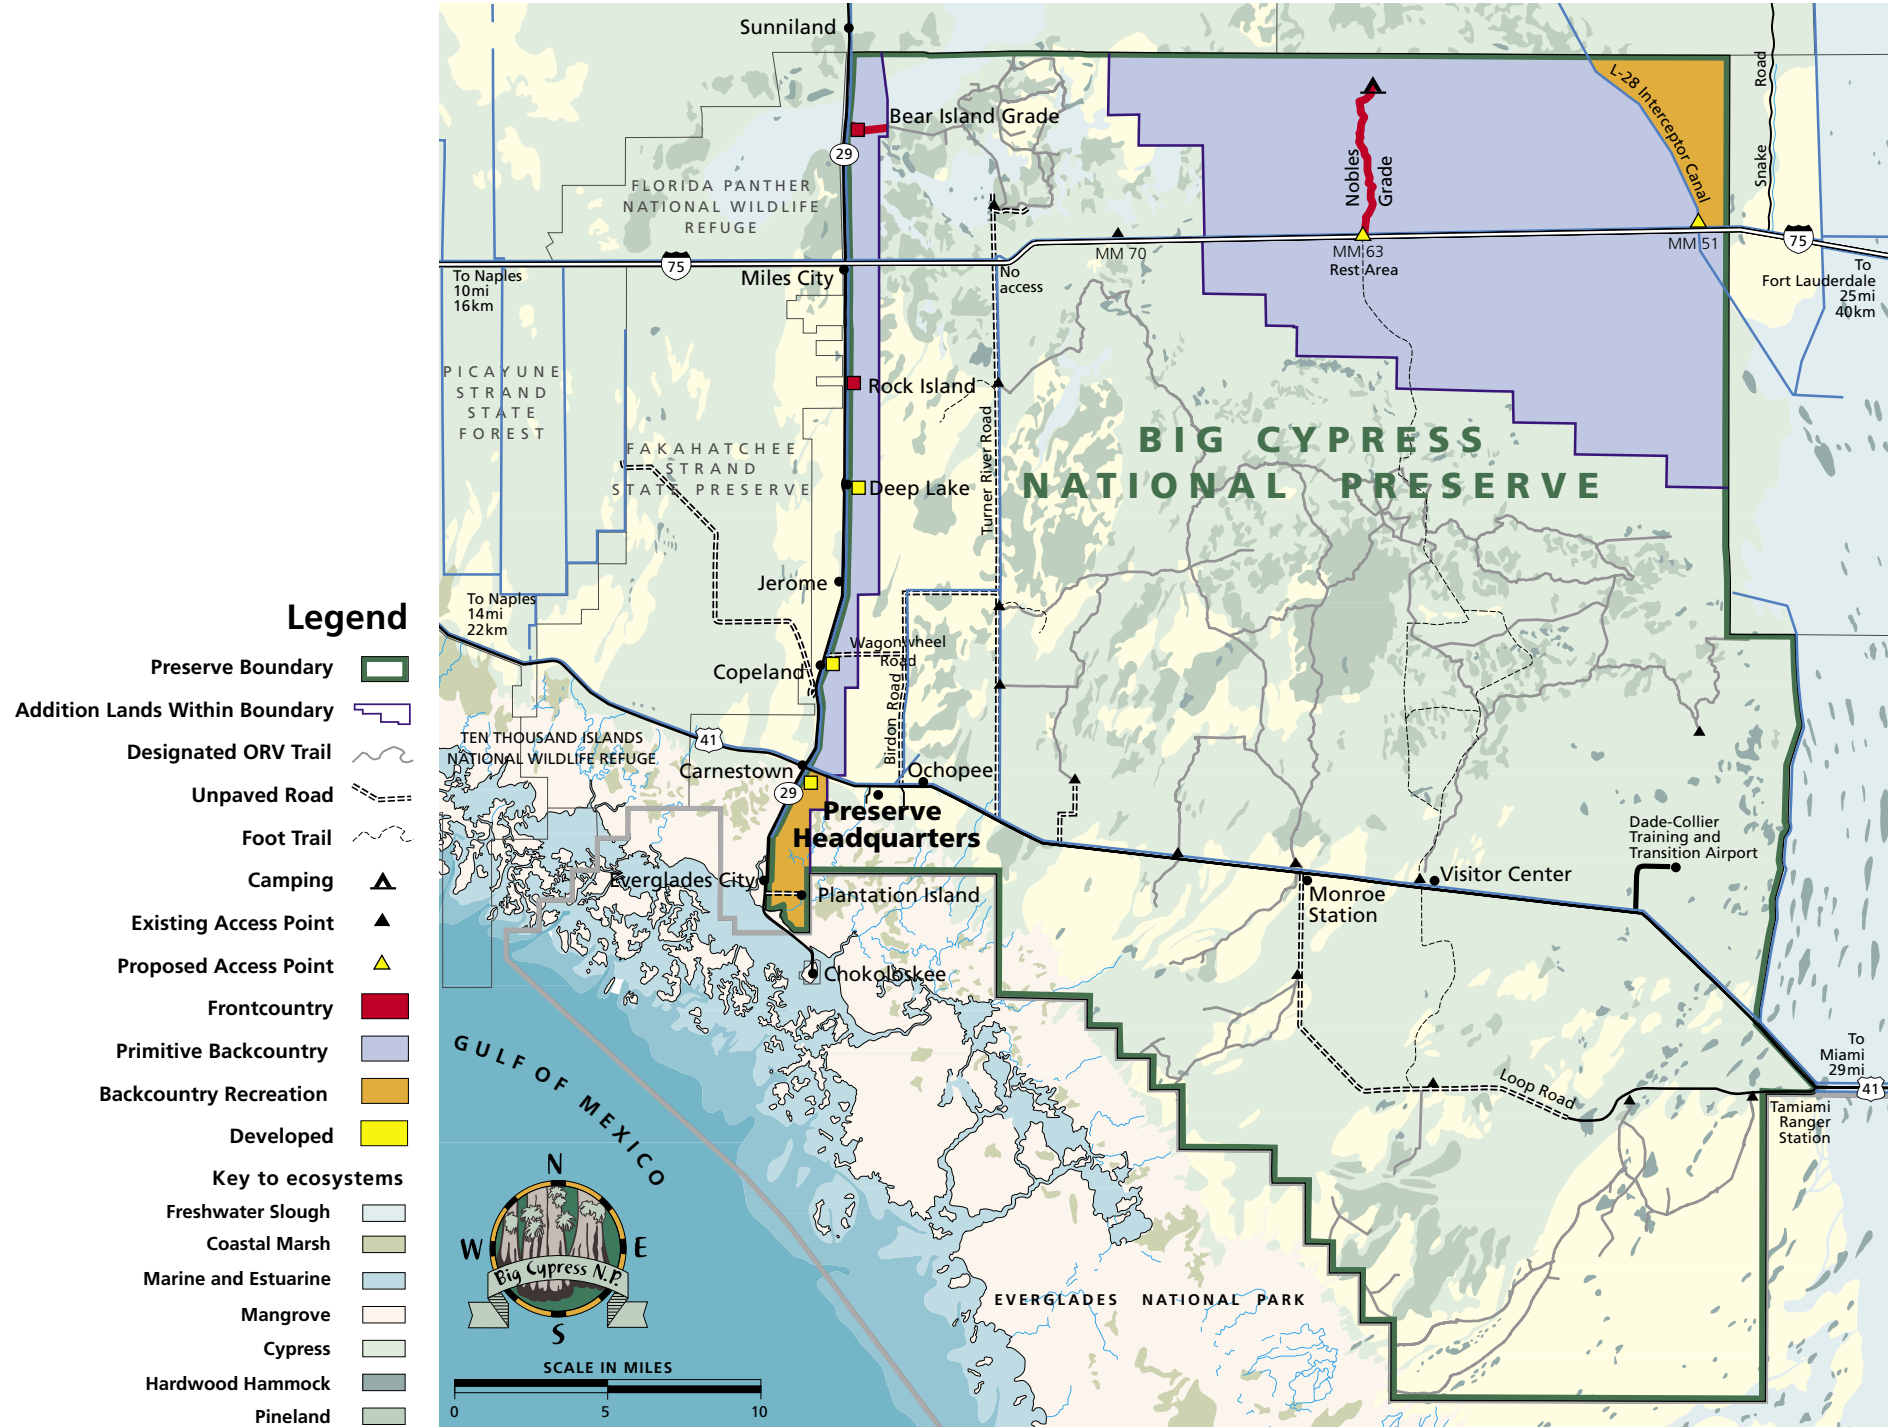 Sunniland
Bear Island Grade
29
FLORIDA PANTHER
NATIONAL WILDLIFE
REFUGE
L-28 Interceptor Canal
Snake Road
Nobles
Grade
75
To Naples
10mi
16km
Miles City
No
access
MM 70
MM 63
Rest Area
MM 51
75
To
Fort Lauderdale
25mi
40km
PICAYUNE
STRAND
STATE
FOREST
Rock Island
FAKAHATCHEE
STRAND
STATE PRESERVE
Deep Lake
Turner River Road
BIG CYPRESS
NATIONAL PRESERVE
Jerome
To Naples
14mi
22km
Wagonwheel
Road
Copeland
Birdon Road
TEN THOUSAND ISLANDS
NATIONAL WILDLIFE REFUGE
41
Carnestown
Ochopee
29
Preserve
Headquarters
Dade-Collier
Training and
Transition Airport
Everglades City
Plantation Island
Visitor Center
Monroe
Station
Chokoloskee
GULF OF MEXICO
Loop Road
To
Miami
29mi
41
Tamiami
Ranger
Station
EVERGLADES NATIONAL PARK
N
W
E
S
Big Cypress N.P.
SCALE IN MILES
0
5
10
Legend
Preserve Boundary
Addition Lands Within Boundary
Designated ORV Trail
Unpaved Road
Foot Trail
Camping
Existing Access Point
Proposed Access Point
Frontcountry
Primitive Backcountry
Backcountry Recreation
Developed
Key to ecosystems
Freshwater Slough
Coastal Marsh
Marine and Estuarine
Mangrove
Cypress
Hardwood Hammock
Pineland